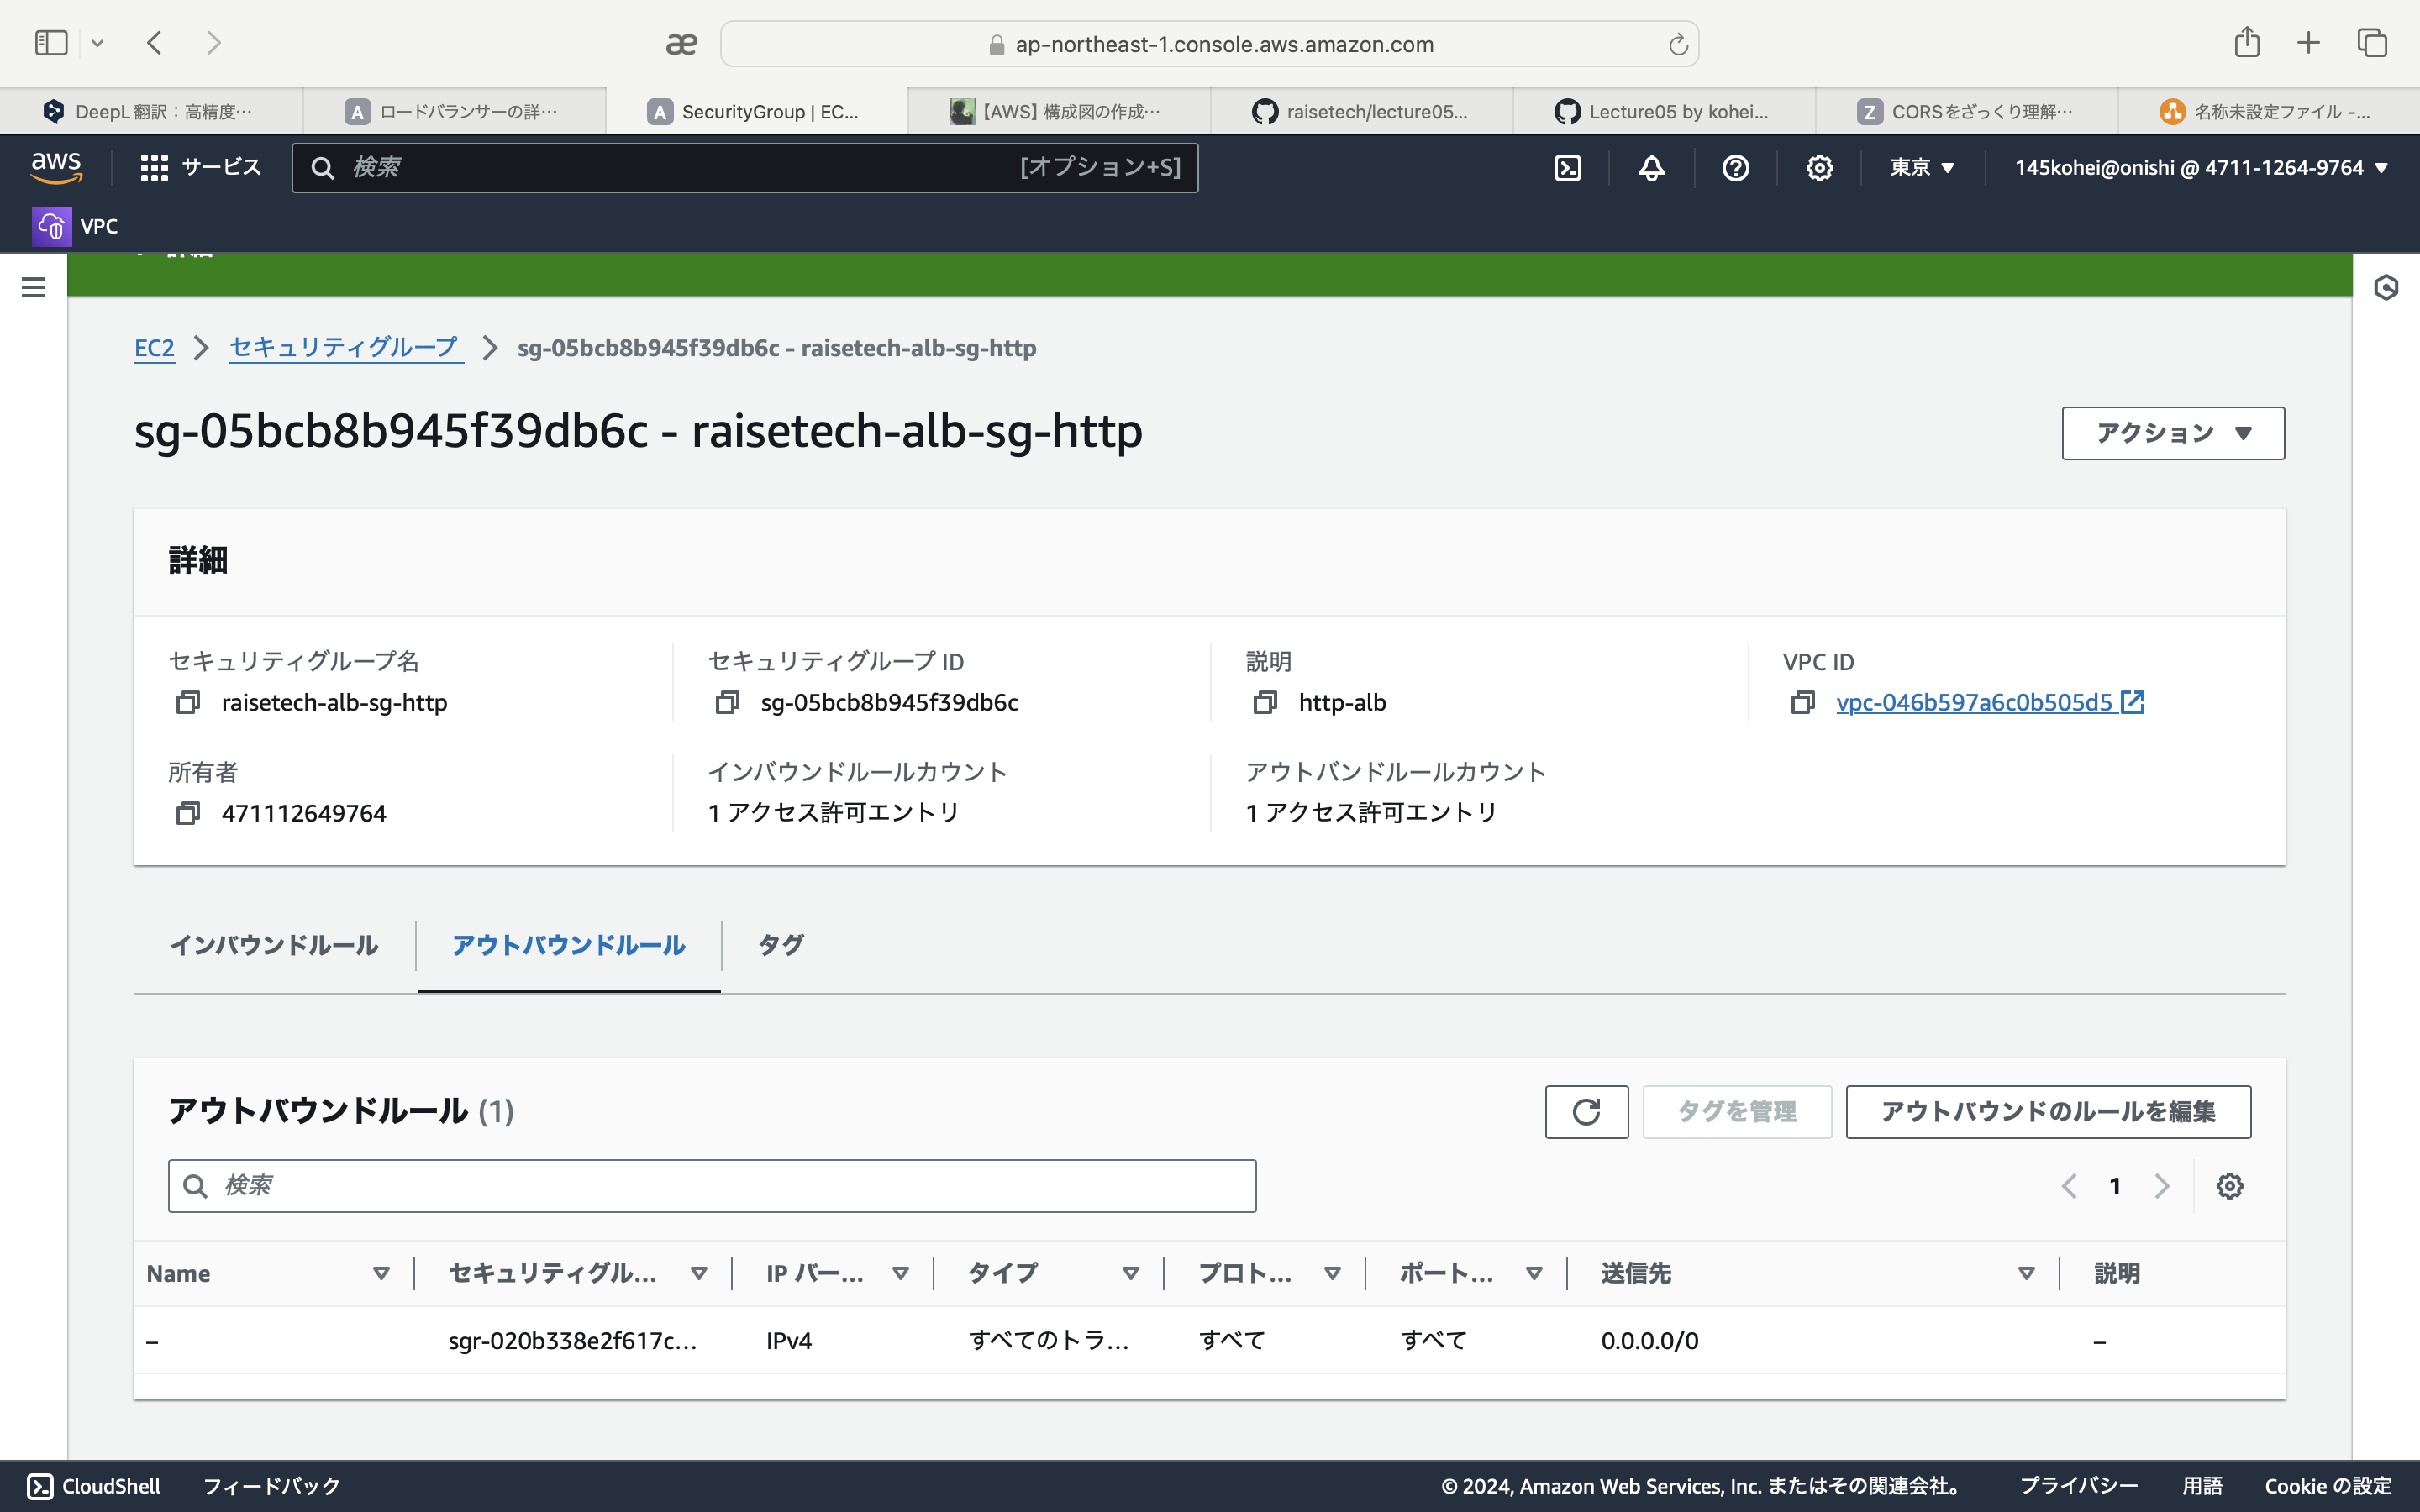 æ
ap-northeast-1.console.aws.amazon.com
DeepL 翻訳：高精度…
A ロードバランサーの詳…
A SecurityGroup | EC...
【AWS】構成図の作成…
raisetech/lecture05...
Lecture05 by kohei...
Z CORSをざっくり理解…
名称未設定ファイル -...
aws サービス 検索 [オプション+S] 東京 145kohei@onishi @ 4711-1264-9764
VPC
EC2 セキュリティグループ sg-05bcb8b945f39db6c - raisetech-alb-sg-http
sg-05bcb8b945f39db6c - raisetech-alb-sg-http アクション
詳細
セキュリティグループ名
raisetech-alb-sg-http
セキュリティグループ ID
sg-05bcb8b945f39db6c
説明
http-alb
VPC ID
vpc-046b597a6c0b505d5
所有者
471112649764
インバウンドルールカウント
1 アクセス許可エントリ
アウトバンドルールカウント
1 アクセス許可エントリ
インバウンドルール アウトバウンドルール タグ
アウトバウンドルール (1) タグを管理 アウトバウンドのルールを編集
検索 1
Name セキュリティグル... IP バー... タイプ プロト... ポート... 送信先 説明
– sgr-020b338e2f617c... IPv4 すべてのトラ... すべて すべて 0.0.0.0/0 –
CloudShell フィードバック © 2024, Amazon Web Services, Inc. またはその関連会社。 プライバシー 用語 Cookie の設定